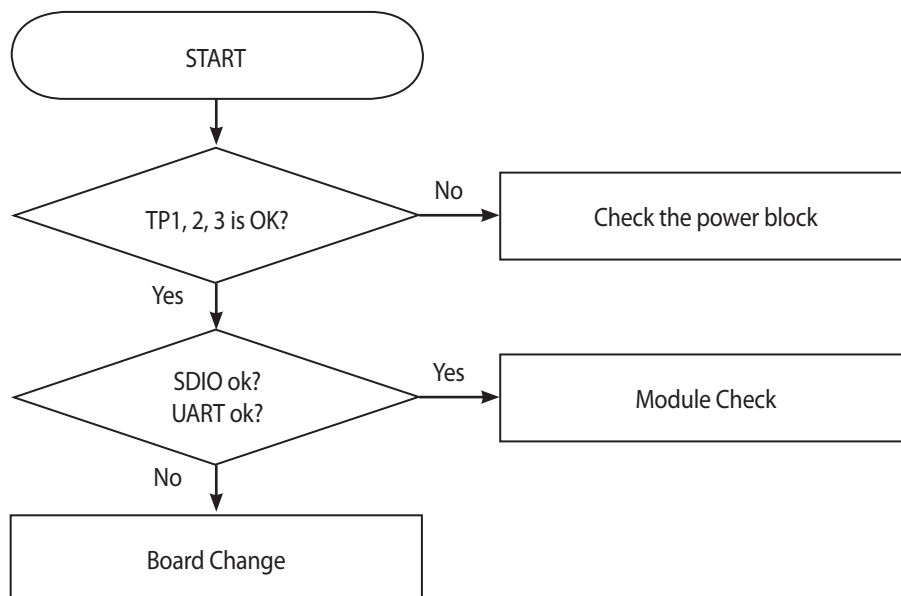 START
TP1, 2, 3 is OK?
No
Check the power block
Yes
SDIO ok?
UART ok?
Yes
Module Check
No
Board Change